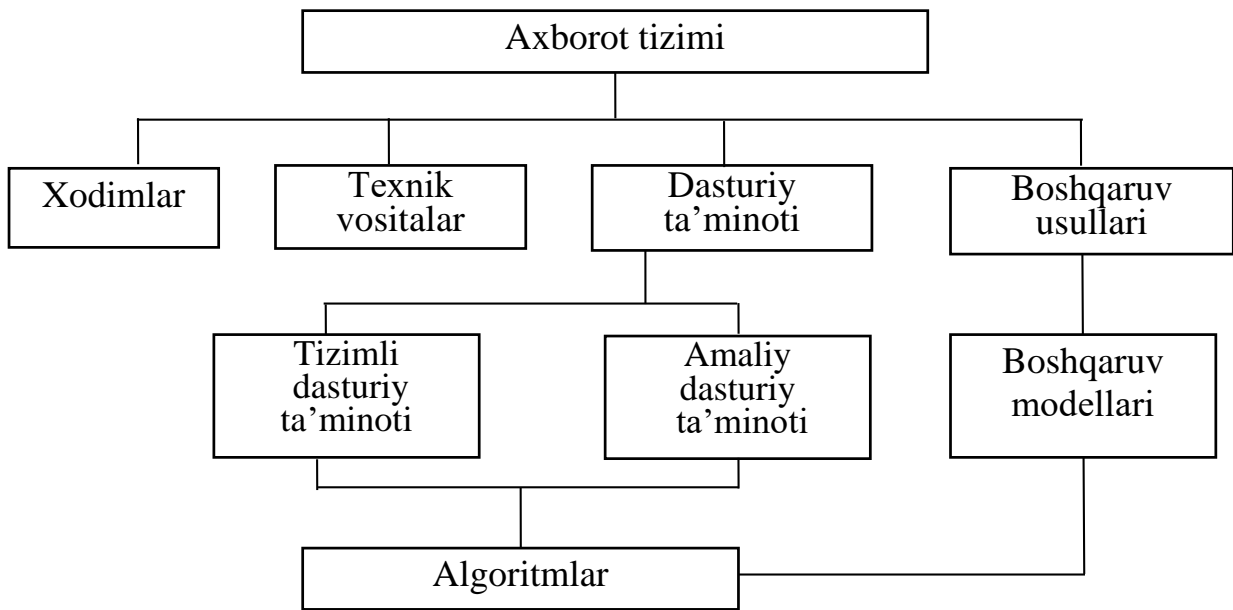 Axborot tizimi
Xodimlar
Texnik
vositalar
Dasturiy
ta’minoti
Boshqaruv
usullari
Tizimli
dasturiy
ta’minoti
Amaliy
dasturiy
ta’minoti
Boshqaruv
modellari
Algoritmlar